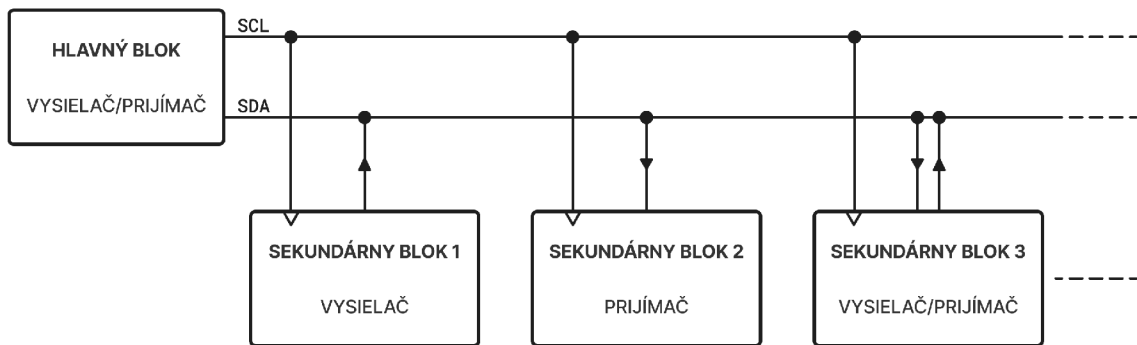 SCL
HLAVNÝ BLOK
VYSIELAČ/PRIJÍMAČ
SDA
SEKUNDÁRNY BLOK 1
VYSIELAČ
SEKUNDÁRNY BLOK 2
PRIJÍMAČ
SEKUNDÁRNY BLOK 3
VYSIELAČ/PRIJÍMAČ